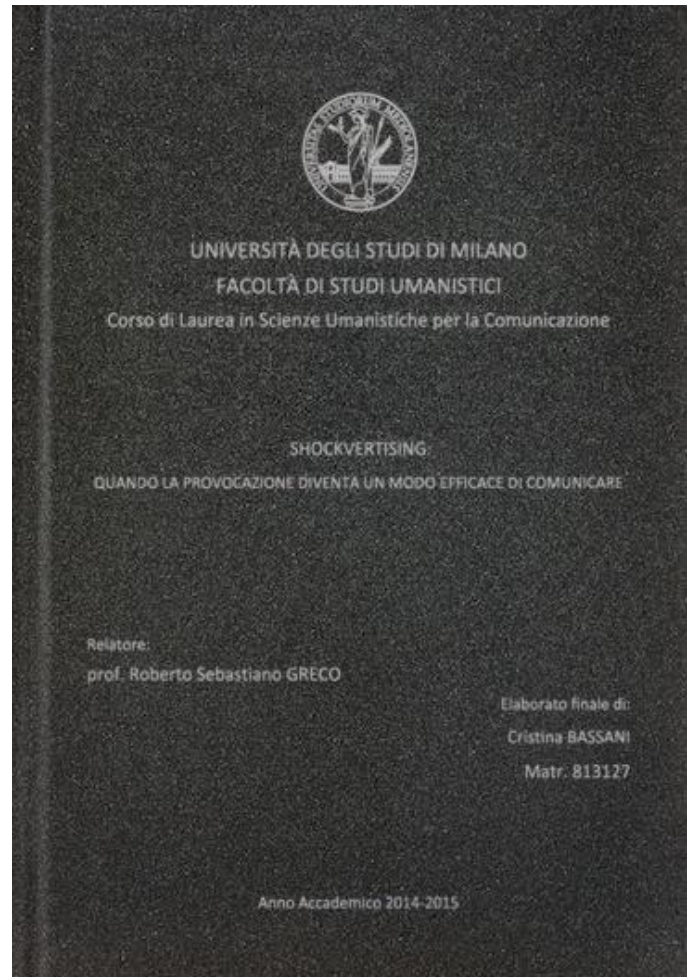 UNIVERSITÀ DEGLI STUDI DI MILANO
FACOLTÀ DI STUDI UMANISTICI
Corso di Laurea in Scienze Umanistiche per la Comunicazione
SHOCKVERTISING:
QUANDO LA PROVOCAZIONE DIVENTA UN MODO EFFICACE DI COMUNICARE
Relatore:
prof. Roberto Sebastiano GRECO
Elaborato finale di:
Cristina BASSANI
Matr. 813127
Anno Accademico 2014-2015